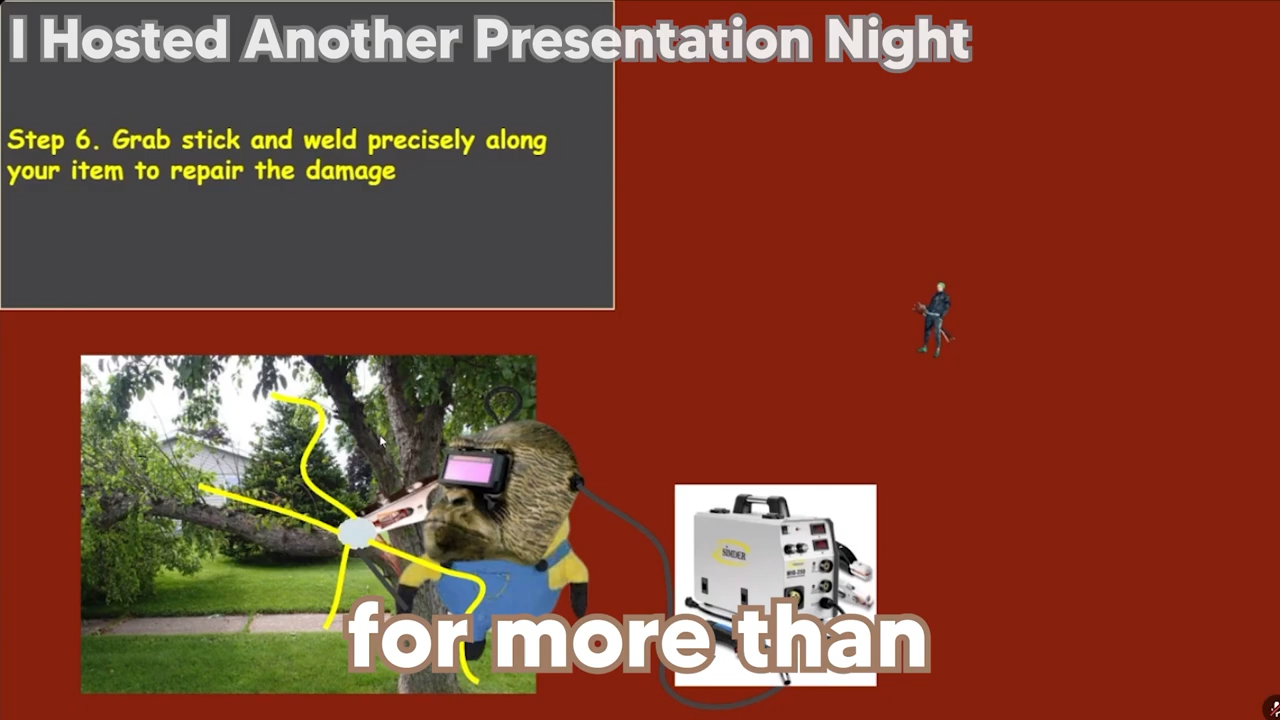 I Hosted Another Presentation Night
Step 6. Grab stick and weld precisely along
your item to repair the damage
SIMDER
for more than